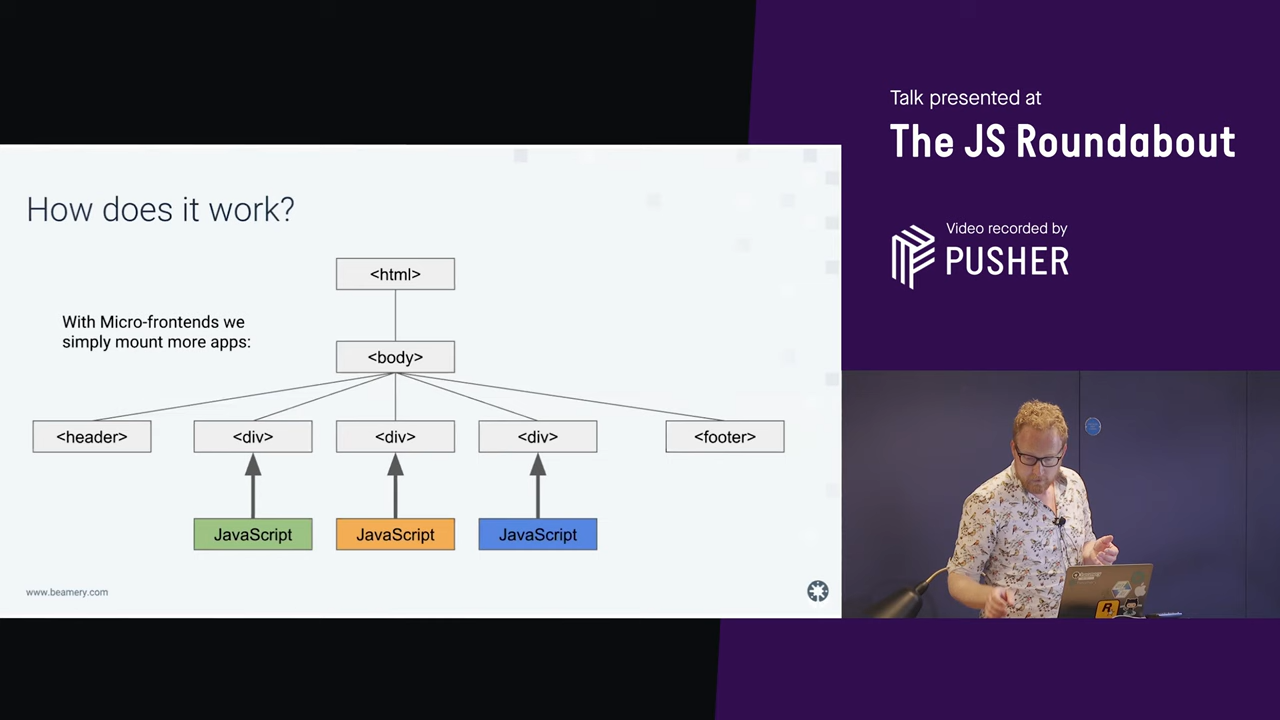 How does it work?
With Micro-frontends we
simply mount more apps:
<html>
<body>
<header>
<div>
<div>
<div>
<footer>
JavaScript
JavaScript
JavaScript
www.beamery.com
Talk presented at
The JS Roundabout
Video recorded by
PUSHER
Beamery
R